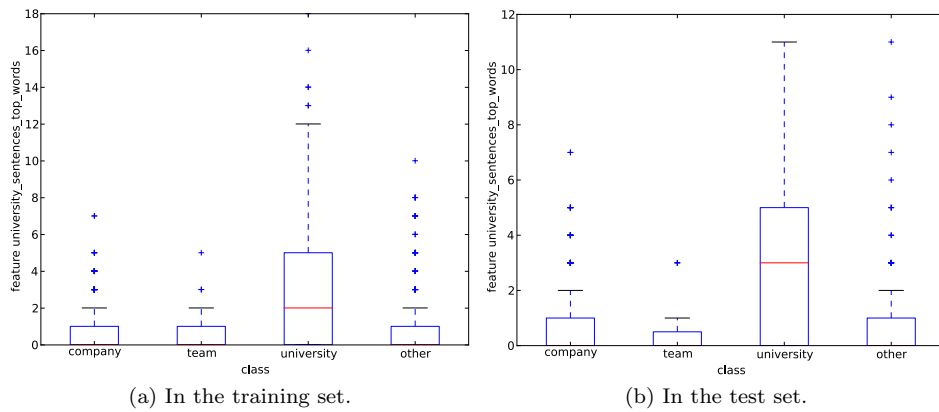 feature university_sentences_top_words
18
16
14
12
10
8
6
4
2
0
company team university other
class
(a) In the training set.
feature university_sentences_top_words
12
10
8
6
4
2
0
company team university other
class
(b) In the test set.